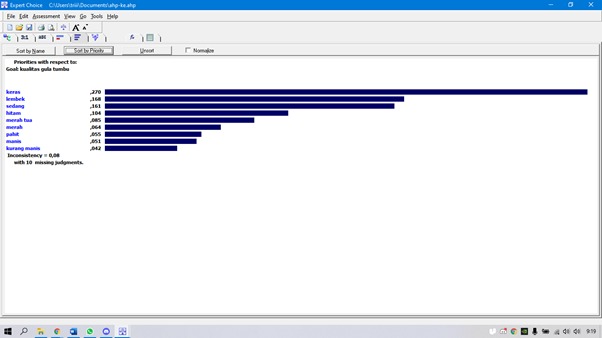 Expert Choice C:\Users\triii\Documents\ahp-ke.ahp
File Edit Assessment View Go Tools Help
3:1 ABC
Sort by Name Sort by Priority Unsort Normalize
Priorities with respect to:
Goal: kualitas gula tumbu
keras ,270
lembek ,168
sedang ,161
hitam ,104
merah tua ,085
merah ,064
pahit ,055
manis ,051
kurang manis ,042
Inconsistency = 0,08
with 10 missing judgments.
9:19